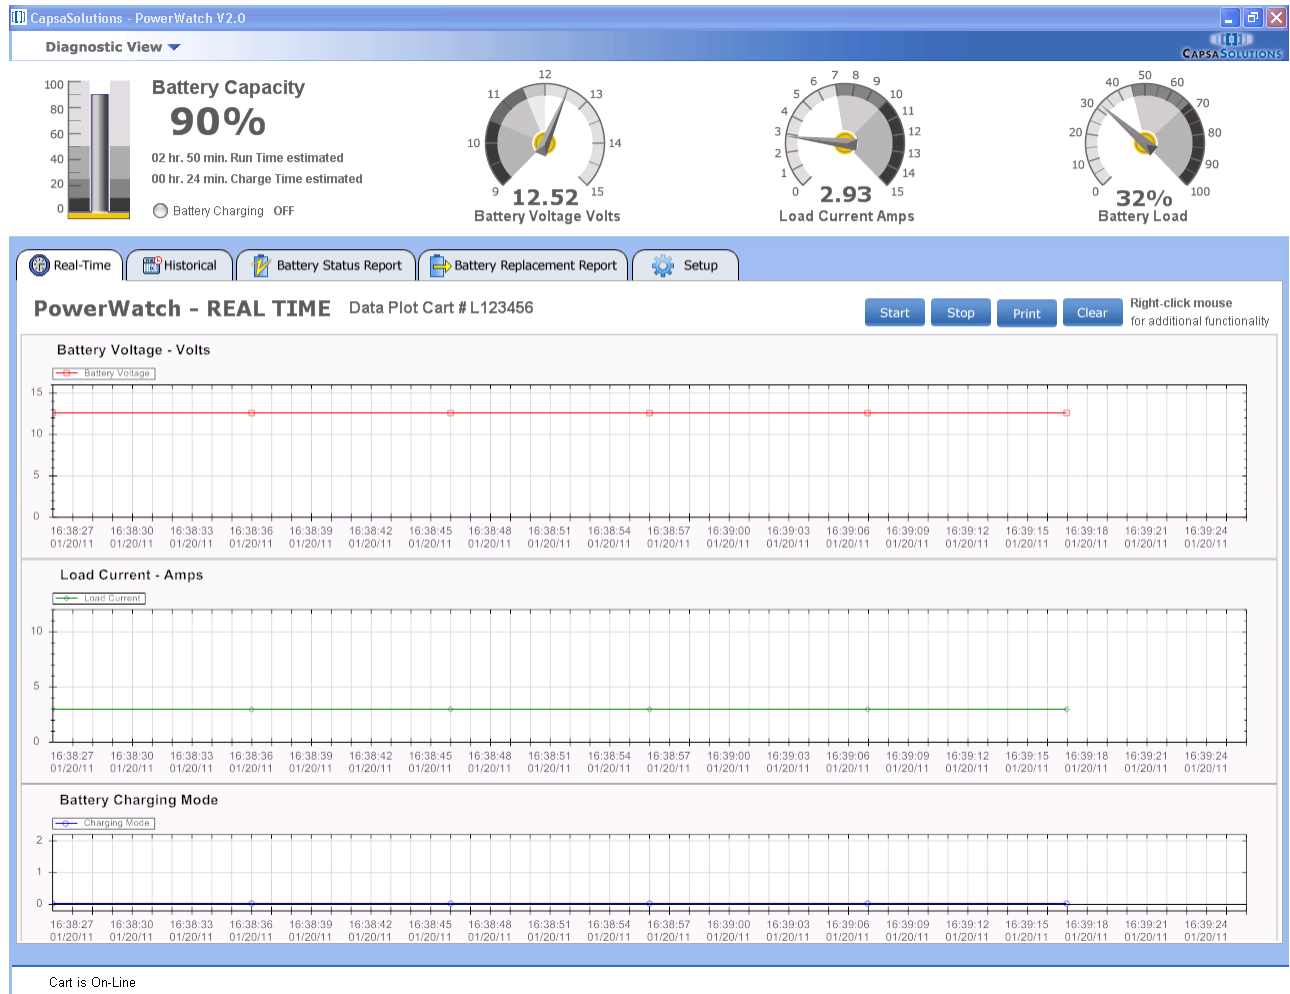 CapsaSolutions - PowerWatch V2.0
Diagnostic View
CAPSASOLUTIONS
100
80
60
40
20
0
Battery Capacity
90%
02 hr. 50 min. Run Time estimated
00 hr. 24 min. Charge Time estimated
Battery Charging OFF
9 10 11 12 13 14 15
12.52
Battery Voltage Volts
0 1 2 3 4 5 6 7 8 9 10 11 12 13 14
2.93
Load Current Amps
0 10 20 30 40 50 60 70 80 90 100
32%
Battery Load
Real-Time
Historical
Battery Status Report
Battery Replacement Report
Setup
PowerWatch - REAL TIME Data Plot Cart # L123456
Start
Stop
Print
Clear
Right-click mouse
for additional functionality
Battery Voltage - Volts
Battery Voltage
15
10
5
0
16:38:27 16:38:30 16:38:33 16:38:36 16:38:39 16:38:42 16:38:45 16:38:48 16:38:51 16:38:54 16:38:57 16:39:00 16:39:03 16:39:06 16:39:09 16:39:12 16:39:15 16:39:18 16:39:21 16:39:24
01/20/11 01/20/11 01/20/11 01/20/11 01/20/11 01/20/11 01/20/11 01/20/11 01/20/11 01/20/11 01/20/11 01/20/11 01/20/11 01/20/11 01/20/11 01/20/11 01/20/11 01/20/11 01/20/11 01/20/11
Load Current - Amps
Load Current
10
5
0
16:38:27 16:38:30 16:38:33 16:38:36 16:38:39 16:38:42 16:38:45 16:38:48 16:38:51 16:38:54 16:38:57 16:39:00 16:39:03 16:39:06 16:39:09 16:39:12 16:39:15 16:39:18 16:39:21 16:39:24
01/20/11 01/20/11 01/20/11 01/20/11 01/20/11 01/20/11 01/20/11 01/20/11 01/20/11 01/20/11 01/20/11 01/20/11 01/20/11 01/20/11 01/20/11 01/20/11 01/20/11 01/20/11 01/20/11 01/20/11
Battery Charging Mode
Charging Mode
2
1
0
16:38:27 16:38:30 16:38:33 16:38:36 16:38:39 16:38:42 16:38:45 16:38:48 16:38:51 16:38:54 16:38:57 16:39:00 16:39:03 16:39:06 16:39:09 16:39:12 16:39:15 16:39:18 16:39:21 16:39:24
01/20/11 01/20/11 01/20/11 01/20/11 01/20/11 01/20/11 01/20/11 01/20/11 01/20/11 01/20/11 01/20/11 01/20/11 01/20/11 01/20/11 01/20/11 01/20/11 01/20/11 01/20/11 01/20/11 01/20/11
Cart is On-Line